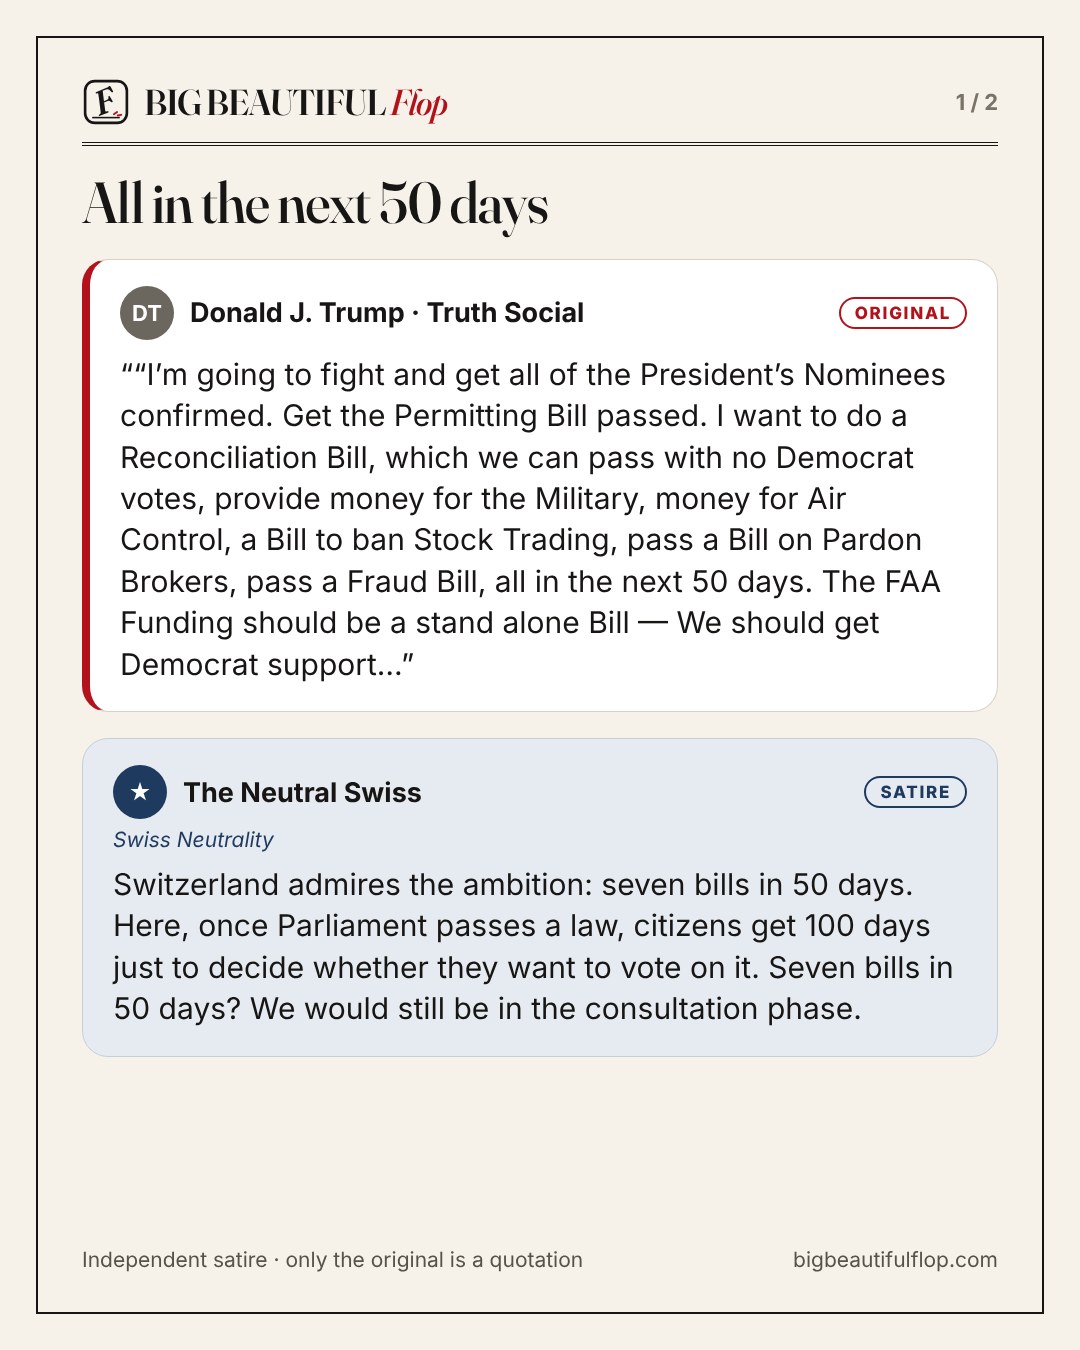 F
BIG BEAUTIFUL Flop
1 / 2
All in the next 50 days
DT
Donald J. Trump · Truth Social
ORIGINAL
““I’m going to fight and get all of the President’s Nominees
confirmed. Get the Permitting Bill passed. I want to do a
Reconciliation Bill, which we can pass with no Democrat
votes, provide money for the Military, money for Air
Control, a Bill to ban Stock Trading, pass a Bill on Pardon
Brokers, pass a Fraud Bill, all in the next 50 days. The FAA
Funding should be a stand alone Bill — We should get
Democrat support…”
The Neutral Swiss
SATIRE
Swiss Neutrality
Switzerland admires the ambition: seven bills in 50 days.
Here, once Parliament passes a law, citizens get 100 days
just to decide whether they want to vote on it. Seven bills in
50 days? We would still be in the consultation phase.
Independent satire · only the original is a quotation
bigbeautifulflop.com